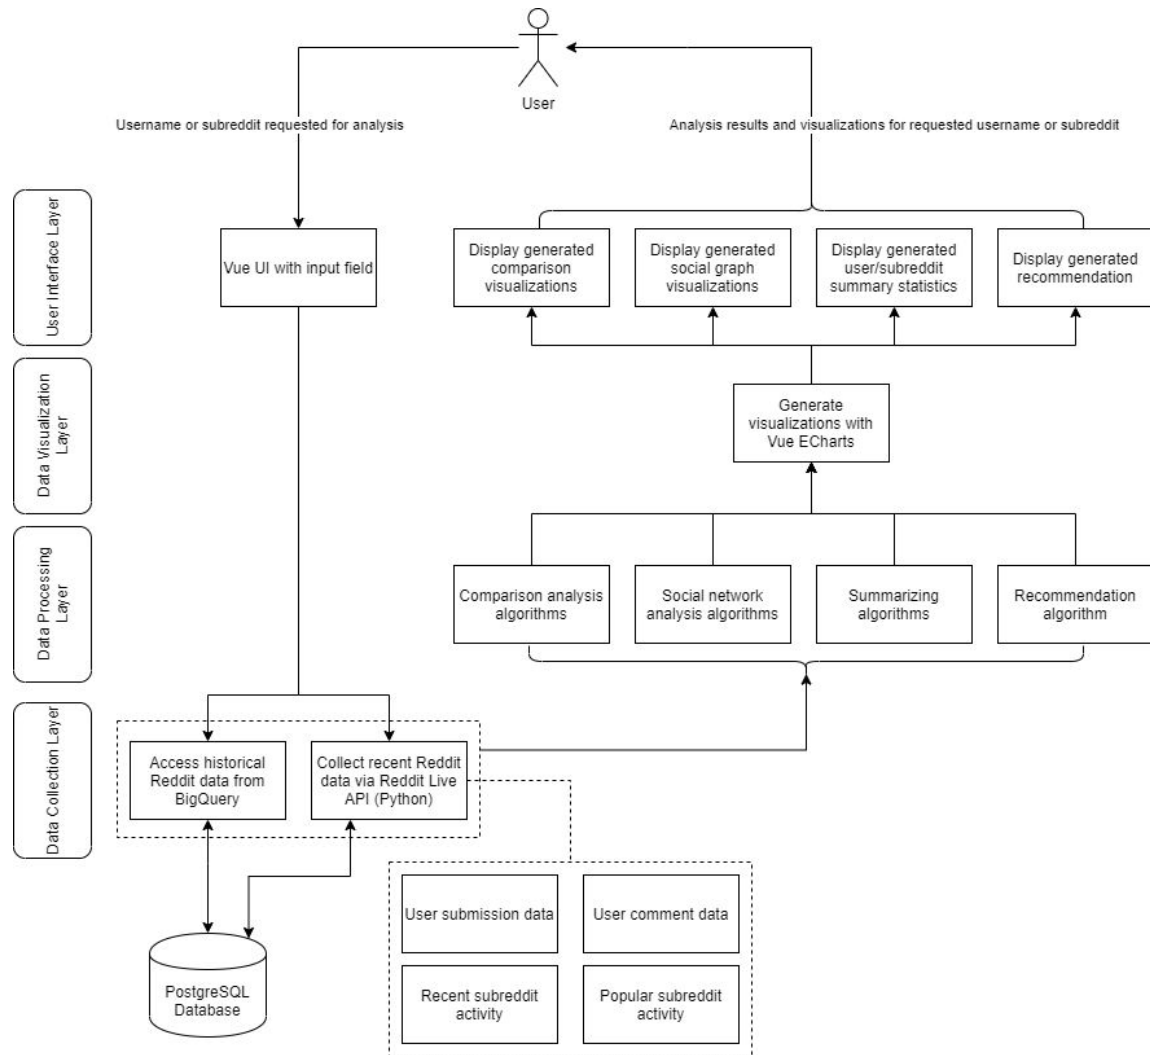 User
Username or subreddit requested for analysis
Analysis results and visualizations for requested username or subreddit
User Interface Layer
Vue UI with input field
Display generated
comparison
visualizations
Display generated
social graph
visualizations
Display generated
user/subreddit
summary statistics
Display generated
recommendation
Data Visualization
Layer
Generate
visualizations with
Vue ECharts
Data Processing
Layer
Comparison analysis
algorithms
Social network
analysis algorithms
Summarizing
algorithms
Recommendation
algorithm
Data Collection Layer
Access historical
Reddit data from
BigQuery
Collect recent Reddit
data via Reddit Live
API (Python)
User submission data
User comment data
PostgreSQL
Database
Recent subreddit
activity
Popular subreddit
activity